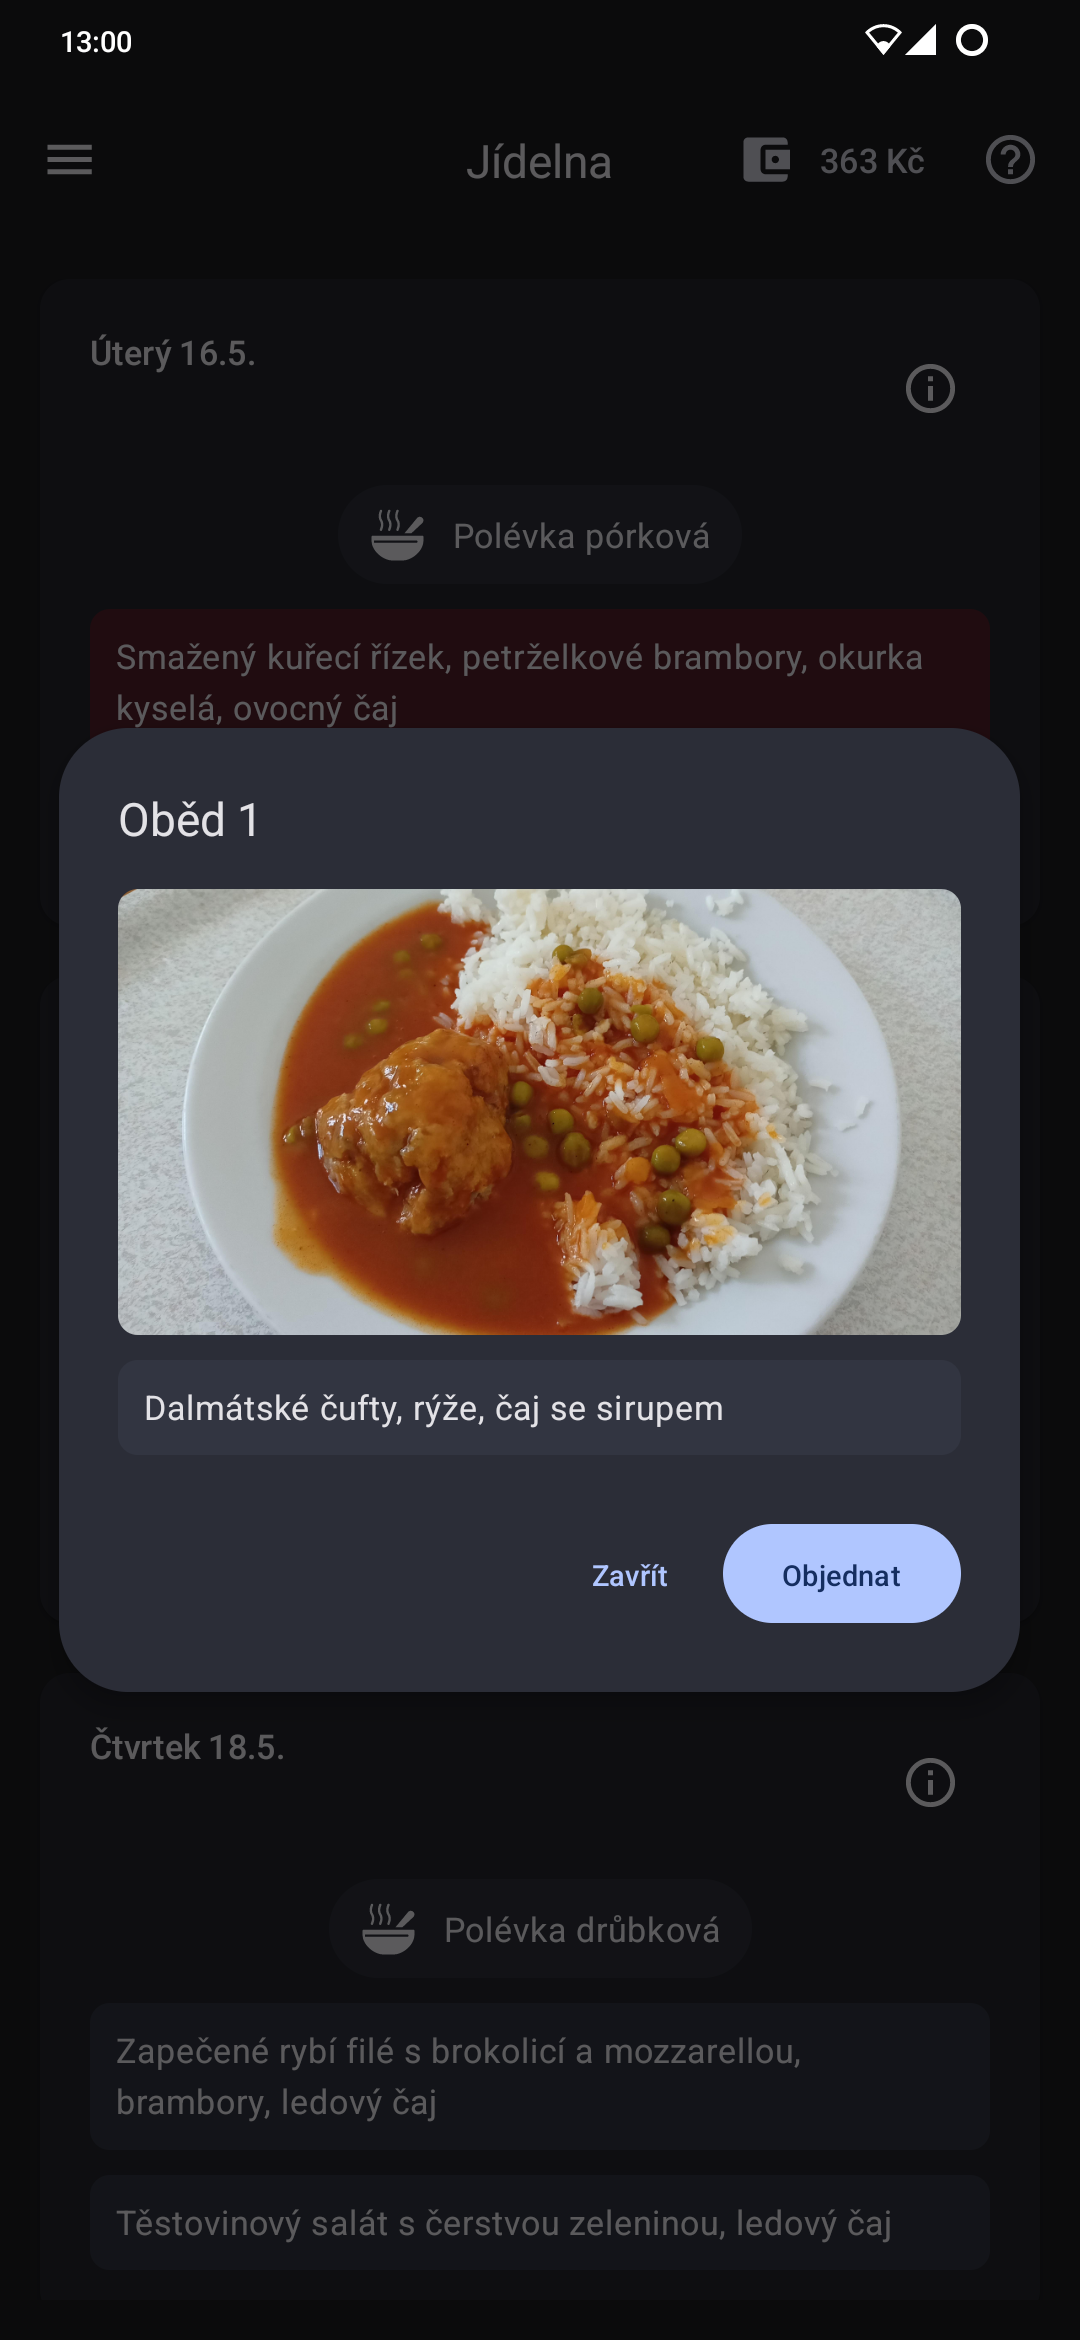 13:00
Jídelna
363 Kč
Úterý 16.5.
Polévka pórková
Smažený kuřecí řízek, petrželkové brambory, okurka
kyselá, ovocný čaj
Oběd 1
Dalmátské čufty, rýže, čaj se sirupem
Zavřít
Objednat
Čtvrtek 18.5.
Polévka drůbková
Zapečené rybí filé s brokolicí a mozzarellou,
brambory, ledový čaj
Těstovinový salát s čerstvou zeleninou, ledový čaj